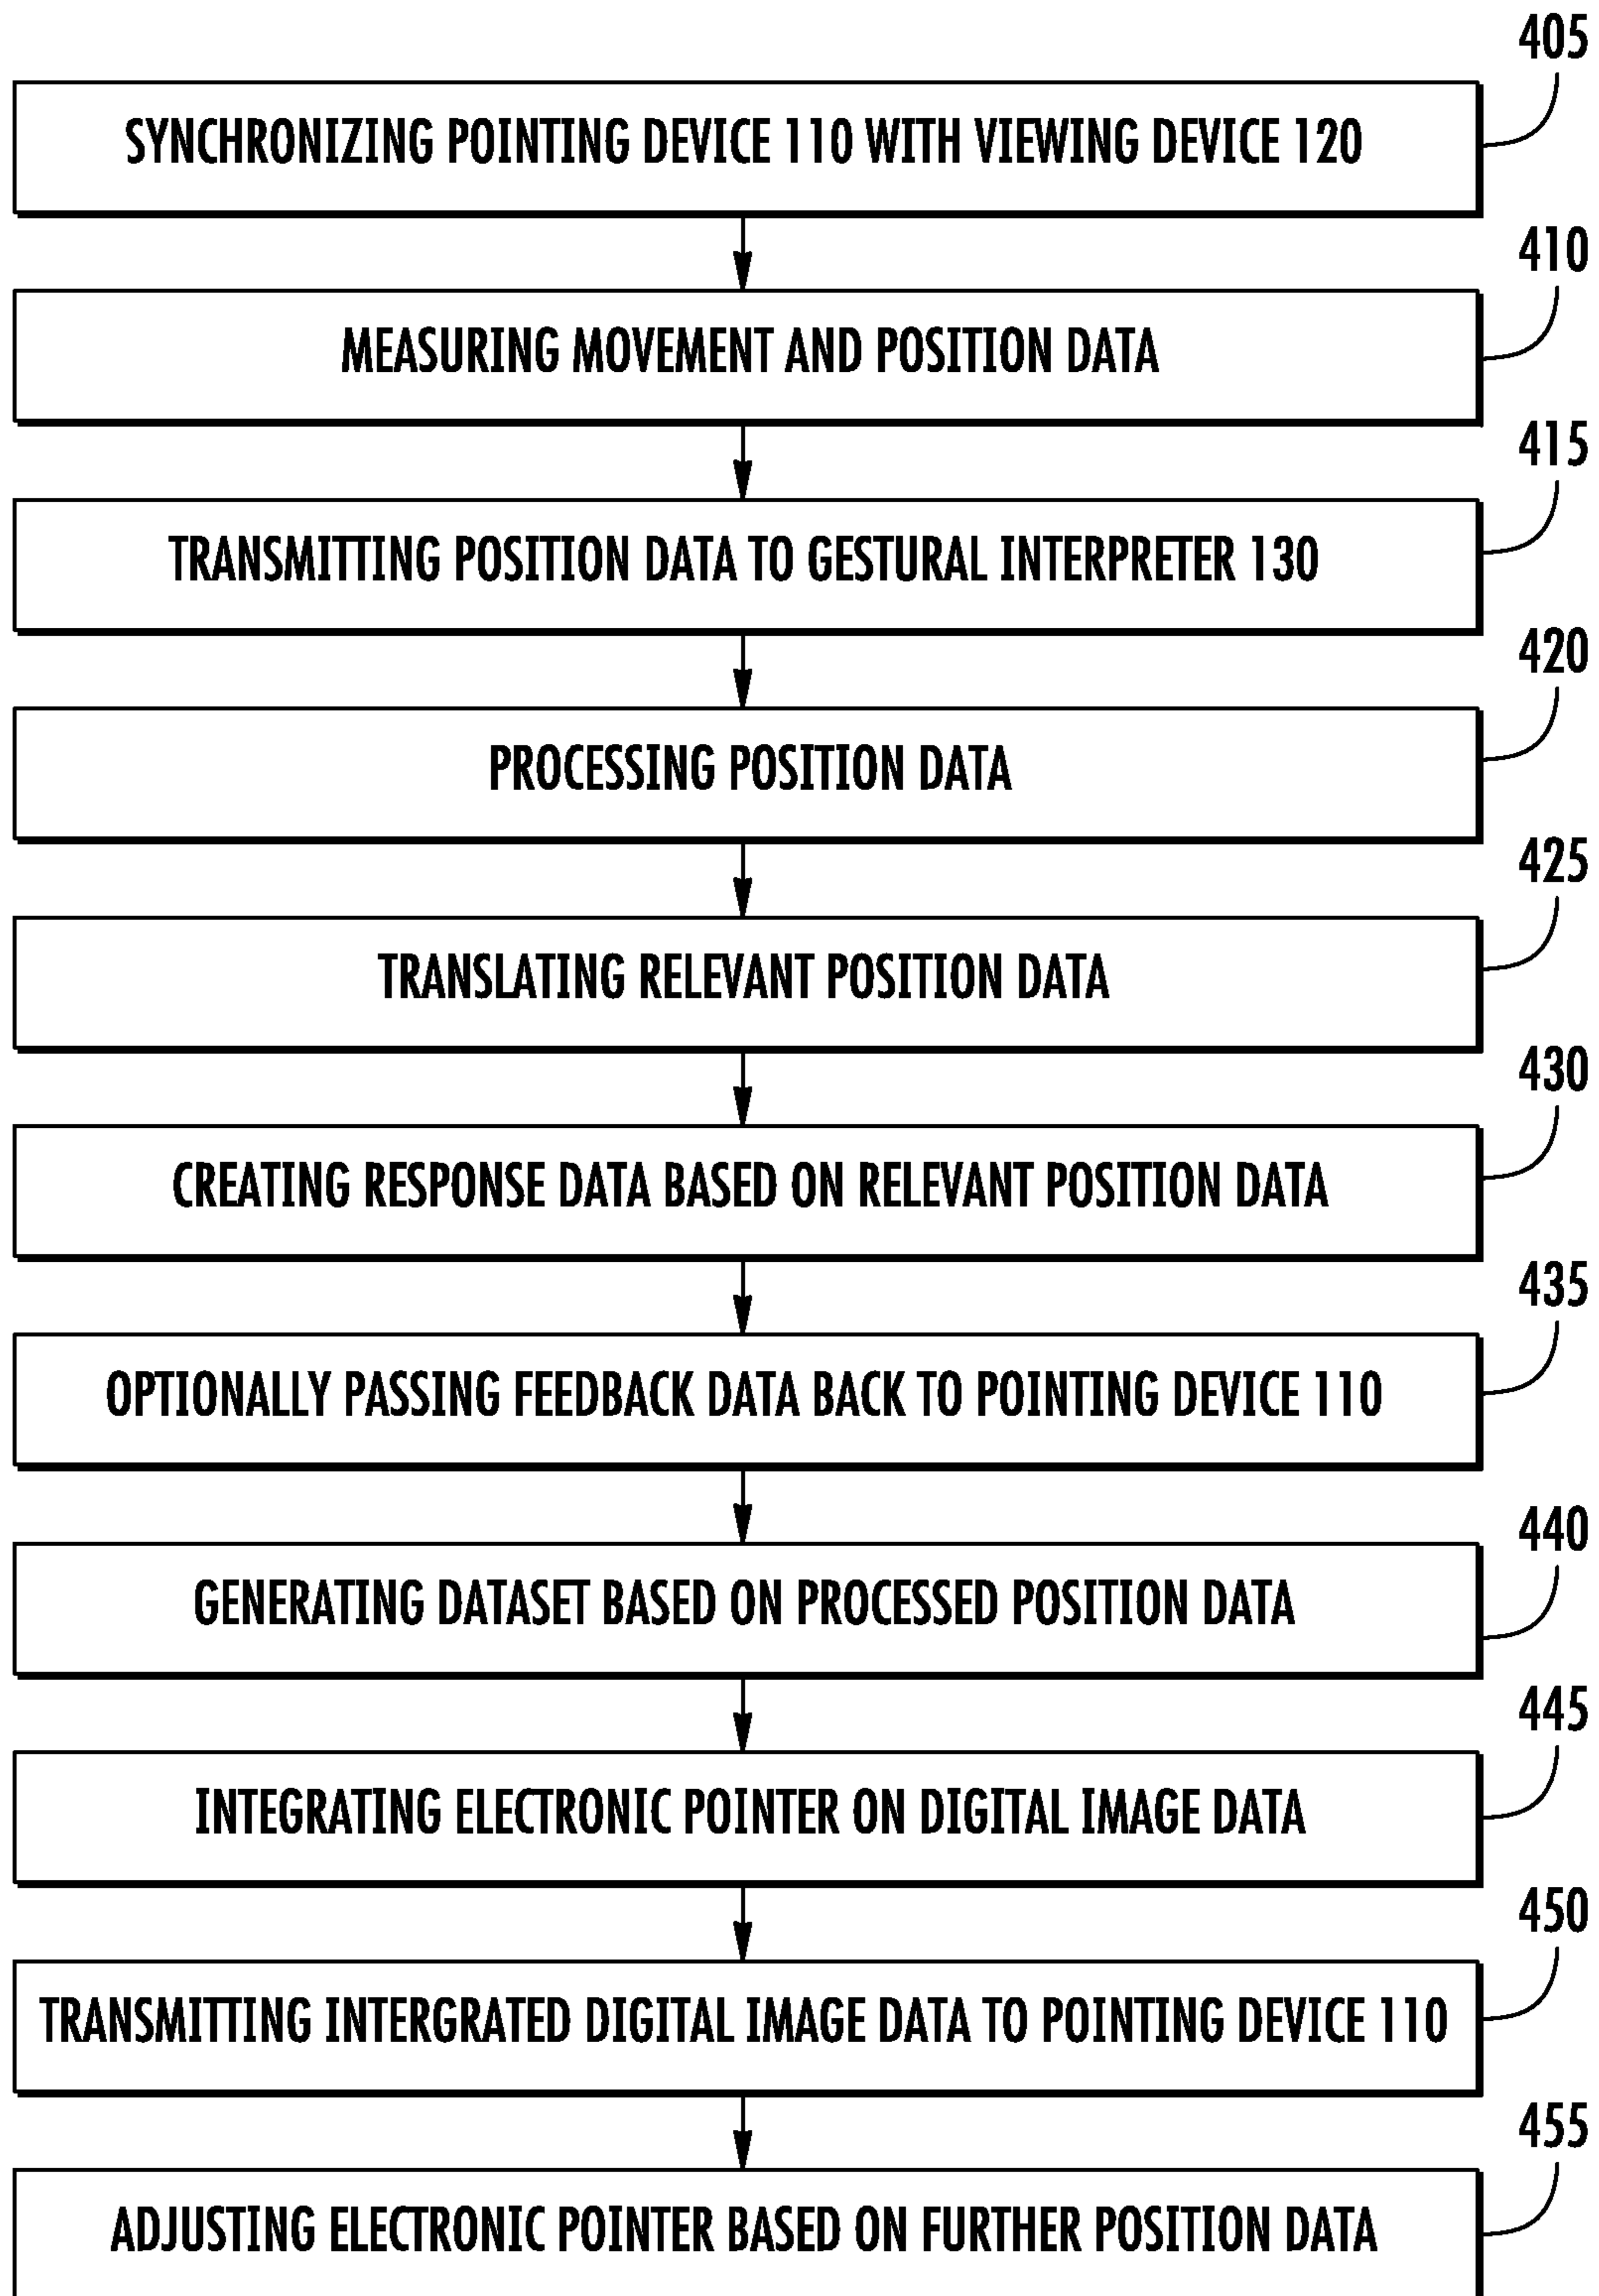 405
SYNCHRONIZING POINTING DEVICE 110 WITH VIEWING DEVICE 120
410
MEASURING MOVEMENT AND POSITION DATA
415
TRANSMITTING POSITION DATA TO GESTURAL INTERPRETER 130
420
PROCESSING POSITION DATA
425
TRANSLATING RELEVANT POSITION DATA
430
CREATING RESPONSE DATA BASED ON RELEVANT POSITION DATA
435
OPTIONALLY PASSING FEEDBACK DATA BACK TO POINTING DEVICE 110
440
GENERATING DATASET BASED ON PROCESSED POSITION DATA
445
INTEGRATING ELECTRONIC POINTER ON DIGITAL IMAGE DATA
450
TRANSMITTING INTERGRATED DIGITAL IMAGE DATA TO POINTING DEVICE 110
455
ADJUSTING ELECTRONIC POINTER BASED ON FURTHER POSITION DATA